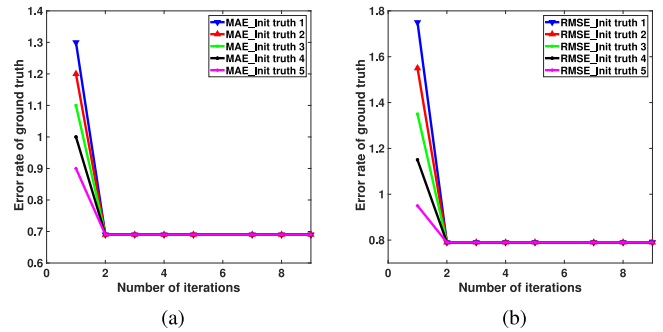 1.4
1.3
1.2
1.1
1
0.9
0.8
0.7
0.6
Error rate of ground truth
0 2 4 6 8
Number of iterations
MAE_Init truth 1
MAE_Init truth 2
MAE_Init truth 3
MAE_Init truth 4
MAE_Init truth 5
(a)
1.8
1.6
1.4
1.2
1
0.8
Error rate of ground truth
0 2 4 6 8
Number of iterations
RMSE_Init truth 1
RMSE_Init truth 2
RMSE_Init truth 3
RMSE_Init truth 4
RMSE_Init truth 5
(b)